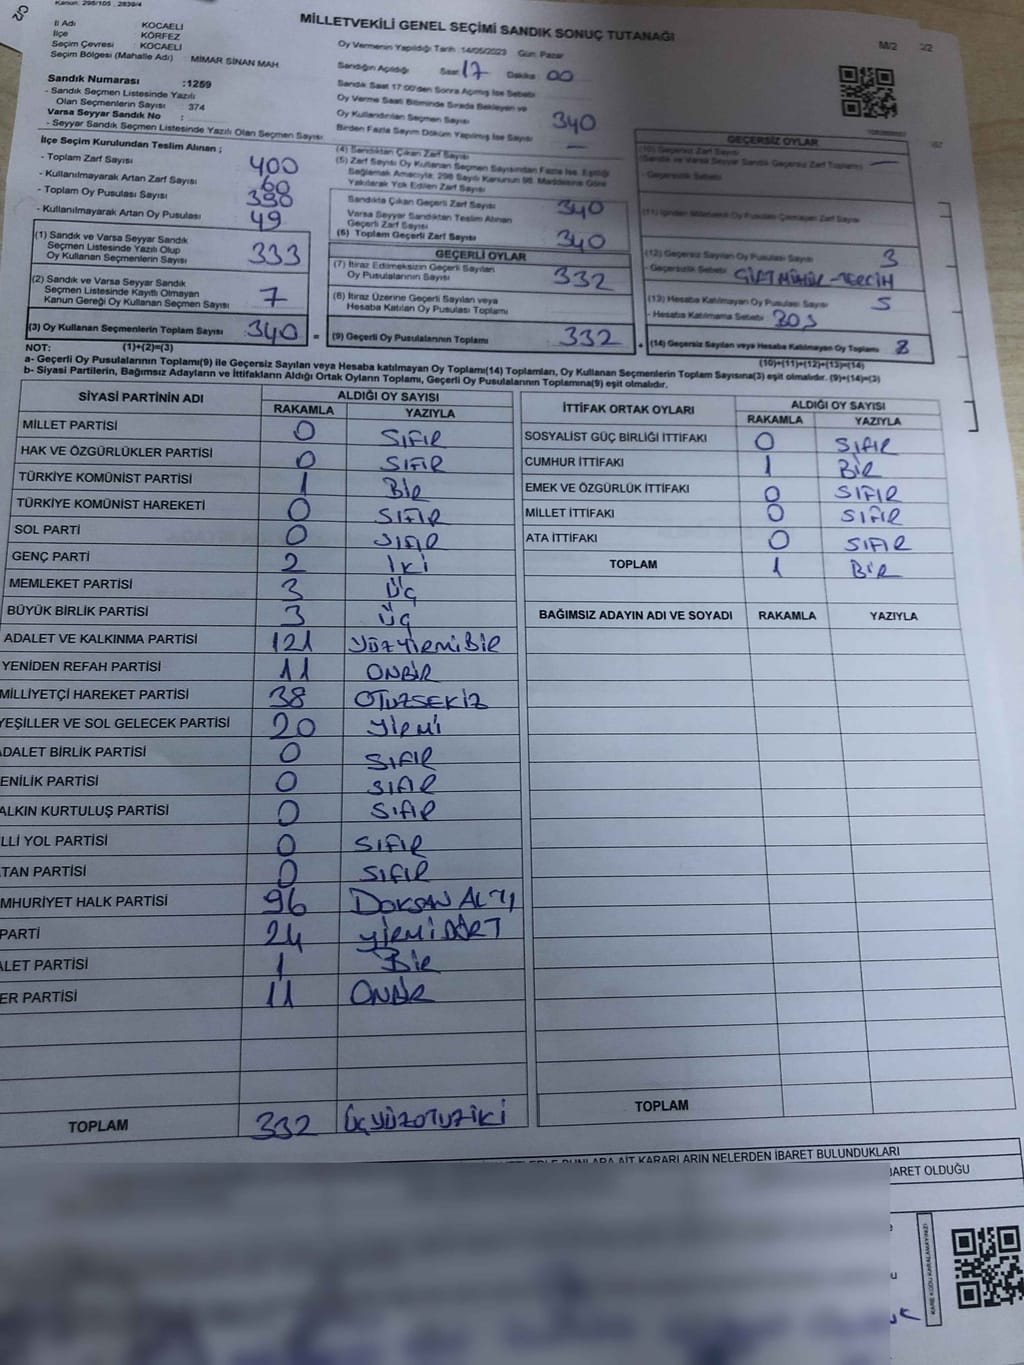 Kanun: 298/105 , 2839/4
C/2
MİLLETVEKİLİ GENEL SEÇİMİ SANDIK SONUÇ TUTANAĞI
M/2
İl Adı : KOCAELİ
İlçe : KÖRFEZ
Seçim Çevresi : KOCAELİ
Seçim Bölgesi (Mahalle Adı) MİMAR SİNAN MAH
Sandık Numarası :1259
- Sandık Seçmen Listesinde Yazılı
Olan Seçmenlerin Sayısı 374
Varsa Seyyar Sandık No :
- Seyyar Sandık Seçmen Listesinde Yazılı Olan Seçmen Sayısı
Oy Vermenin Yapıldığı Tarih :14/05/2023 Gün: Pazar
Sandığın Açıldığı Saat 17 Dakika 00
Sandık Saat 17:00'den Sonra Açılmış İse Sebebi
Oy Verme Saati Bitiminde Sırada Bekleyen ve
Oy Kullandırılan Seçmen Sayısı 340
Birden Fazla Sayım Döküm Yapılmış İse Sayısı —
İlçe Seçim Kurulundan Teslim Alınan ;
- Toplam Zarf Sayısı 400
- Kullanılmayarak Artan Zarf Sayısı 60
- Toplam Oy Pusulası Sayısı
- Kullanılmayarak Artan Oy Pusulası 49
(1) Sandık ve Varsa Seyyar Sandık
Seçmen Listesinde Yazılı Olup
Oy Kullanan Seçmenlerin Sayısı 333
(2) Sandık ve Varsa Seyyar Sandık
Seçmen Listesinde Kayıtlı Olmayan
Kanun Gereği Oy Kullanan Seçmen Sayısı 7
(3) Oy Kullanan Seçmenlerin Toplam Sayısı 340 =
(4) Sandıktan Çıkan Zarf Sayısı
(5) Zarf Sayısı Oy Kullanan Seçmen Sayısından Fazla İse, Eşitliği
Sağlamak Amacıyla; 298 Sayılı Kanunun 98. Maddesine Göre
Yakılarak Yok Edilen Zarf Sayısı
Sandıkta Çıkan Geçerli Zarf Sayısı 340
Varsa Seyyar Sandıktan Teslim Alınan
Geçerli Zarf Sayısı
(6) Toplam Geçerli Zarf Sayısı 340
GEÇERLİ OYLAR
(7) İtiraz Edilmeksizin Geçerli Sayılan
Oy Pusulalarının Sayısı 332
(8) İtiraz Üzerine Geçerli Sayılan veya
Hesaba Katılan Oy Pusulası Toplamı
(9) Geçerli Oy Pusulalarının Toplamı 332
GEÇERSİZ OYLAR
(10) Geçersiz Zarf Sayısı
(Sandık ve Varsa Seyyar Sandık Geçersiz Zarf Toplamı) —
- Geçersizlik Sebebi
(11) İçinden Milletvekili Oy Pusulası Çıkmayan Zarf Sayısı
(12) Geçersiz Sayılan Oy Pusulası Sayısı 3
- Geçersizlik Sebebi ÇİFT MÜHÜR - TERCİH
(13) Hesaba Katılmayan Oy Pusulası Sayısı 5
- Hesaba Katılmama Sebebi BOŞ
+ (14) Geçersiz Sayılan veya Hesaba Katılmayan Oy Toplamı 8
NOT: (1)+(2)=(3) (10)+(11)+(12)+(13)=(14)
a- Geçerli Oy Pusulalarının Toplamı(9) ile Geçersiz Sayılan veya Hesaba katılmayan Oy Toplamı(14) Toplamları, Oy Kullanan Seçmenlerin Toplam Sayısına(3) eşit olmalıdır. (9)+(14)=(3)
b- Siyasi Partilerin, Bağımsız Adayların ve İttifakların Aldığı Ortak Oyların Toplamı, Geçerli Oy Pusulalarının Toplamına(9) eşit olmalıdır.
SİYASİ PARTİNİN ADI ALDIĞI OY SAYISI
RAKAMLA YAZIYLA
MİLLET PARTİSİ 0 SIFIR
HAK VE ÖZGÜRLÜKLER PARTİSİ 0 SIFIR
TÜRKİYE KOMÜNİST PARTİSİ 1 BİR
TÜRKİYE KOMÜNİST HAREKETİ 0 SIFIR
SOL PARTİ 0 SIFIR
GENÇ PARTİ 2 İKİ
MEMLEKET PARTİSİ 3 ÜÇ
BÜYÜK BİRLİK PARTİSİ 3 ÜÇ
ADALET VE KALKINMA PARTİSİ 121 YÜZYİRMİBİR
YENİDEN REFAH PARTİSİ 11 ONBİR
MİLLİYETÇİ HAREKET PARTİSİ 38 OTUZSEKİZ
YEŞİLLER VE SOL GELECEK PARTİSİ 20 YİRMİ
ADALET BİRLİK PARTİSİ 0 SIFIR
ENİLİK PARTİSİ 0 SIFIR
ALKIN KURTULUŞ PARTİSİ 0 SIFIR
LLİ YOL PARTİSİ 0 SIFIR
TAN PARTİSİ 0 SIFIR
MHURİYET HALK PARTİSİ 96 DOKSAN ALTI
PARTİ 24 YİRMİDÖRT
ALET PARTİSİ 1 BİR
ER PARTİSİ 11 ONBİR
TOPLAM 332 ÜÇYÜZOTUZİKİ
İTTİFAK ORTAK OYLARI ALDIĞI OY SAYISI
RAKAMLA YAZIYLA
SOSYALİST GÜÇ BİRLİĞİ İTTİFAKI 0 SIFIR
CUMHUR İTTİFAKI 1 BİR
EMEK VE ÖZGÜRLÜK İTTİFAKI 0 SIFIR
MİLLET İTTİFAKI 0 SIFIR
ATA İTTİFAKI 0 SIFIR
TOPLAM 1 BİR
BAĞIMSIZ ADAYIN ADI VE SOYADI RAKAMLA YAZIYLA
TOPLAM
BUNLARA AİT KARARLARIN NELERDEN İBARET BULUNDUKLARI
BARET OLDUĞU
KARE KODU KARALAMAYINIZ!